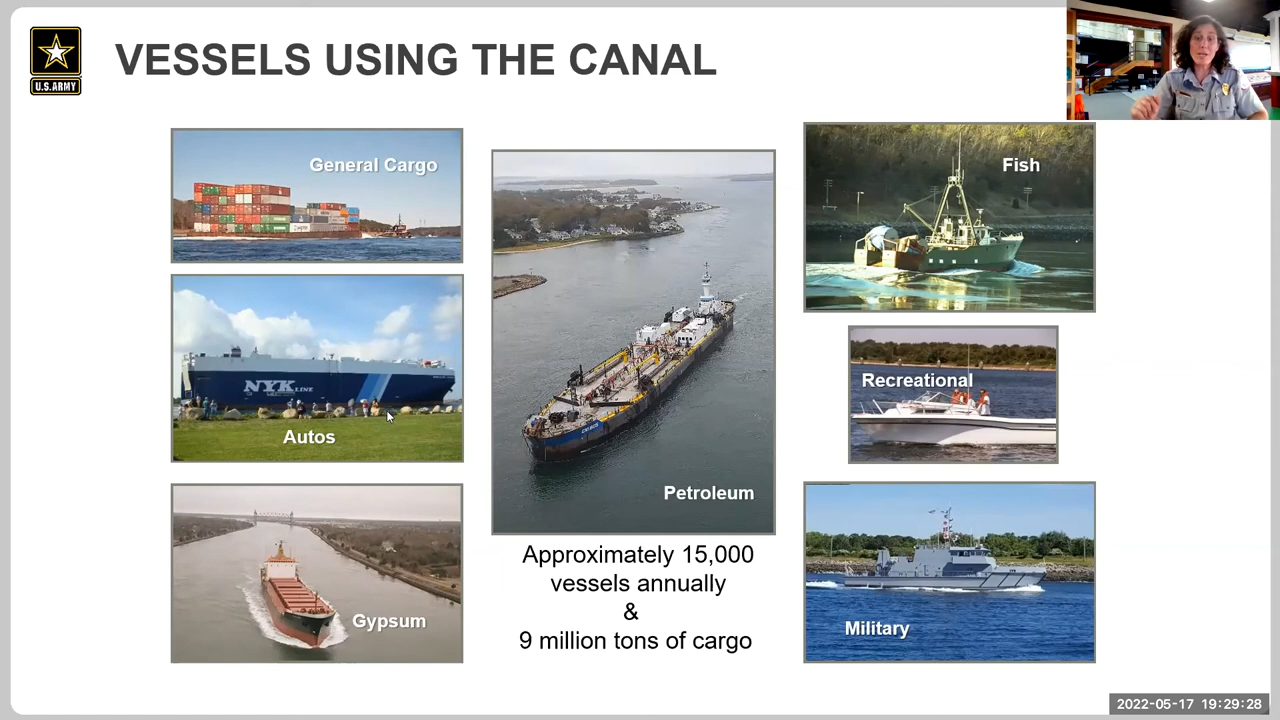 U.S.ARMY
VESSELS USING THE CANAL
General Cargo
NYK LINE
Autos
Gypsum
Petroleum
Approximately 15,000
vessels annually
&
9 million tons of cargo
Fish
Recreational
Military
2022-05-17 19:29:28